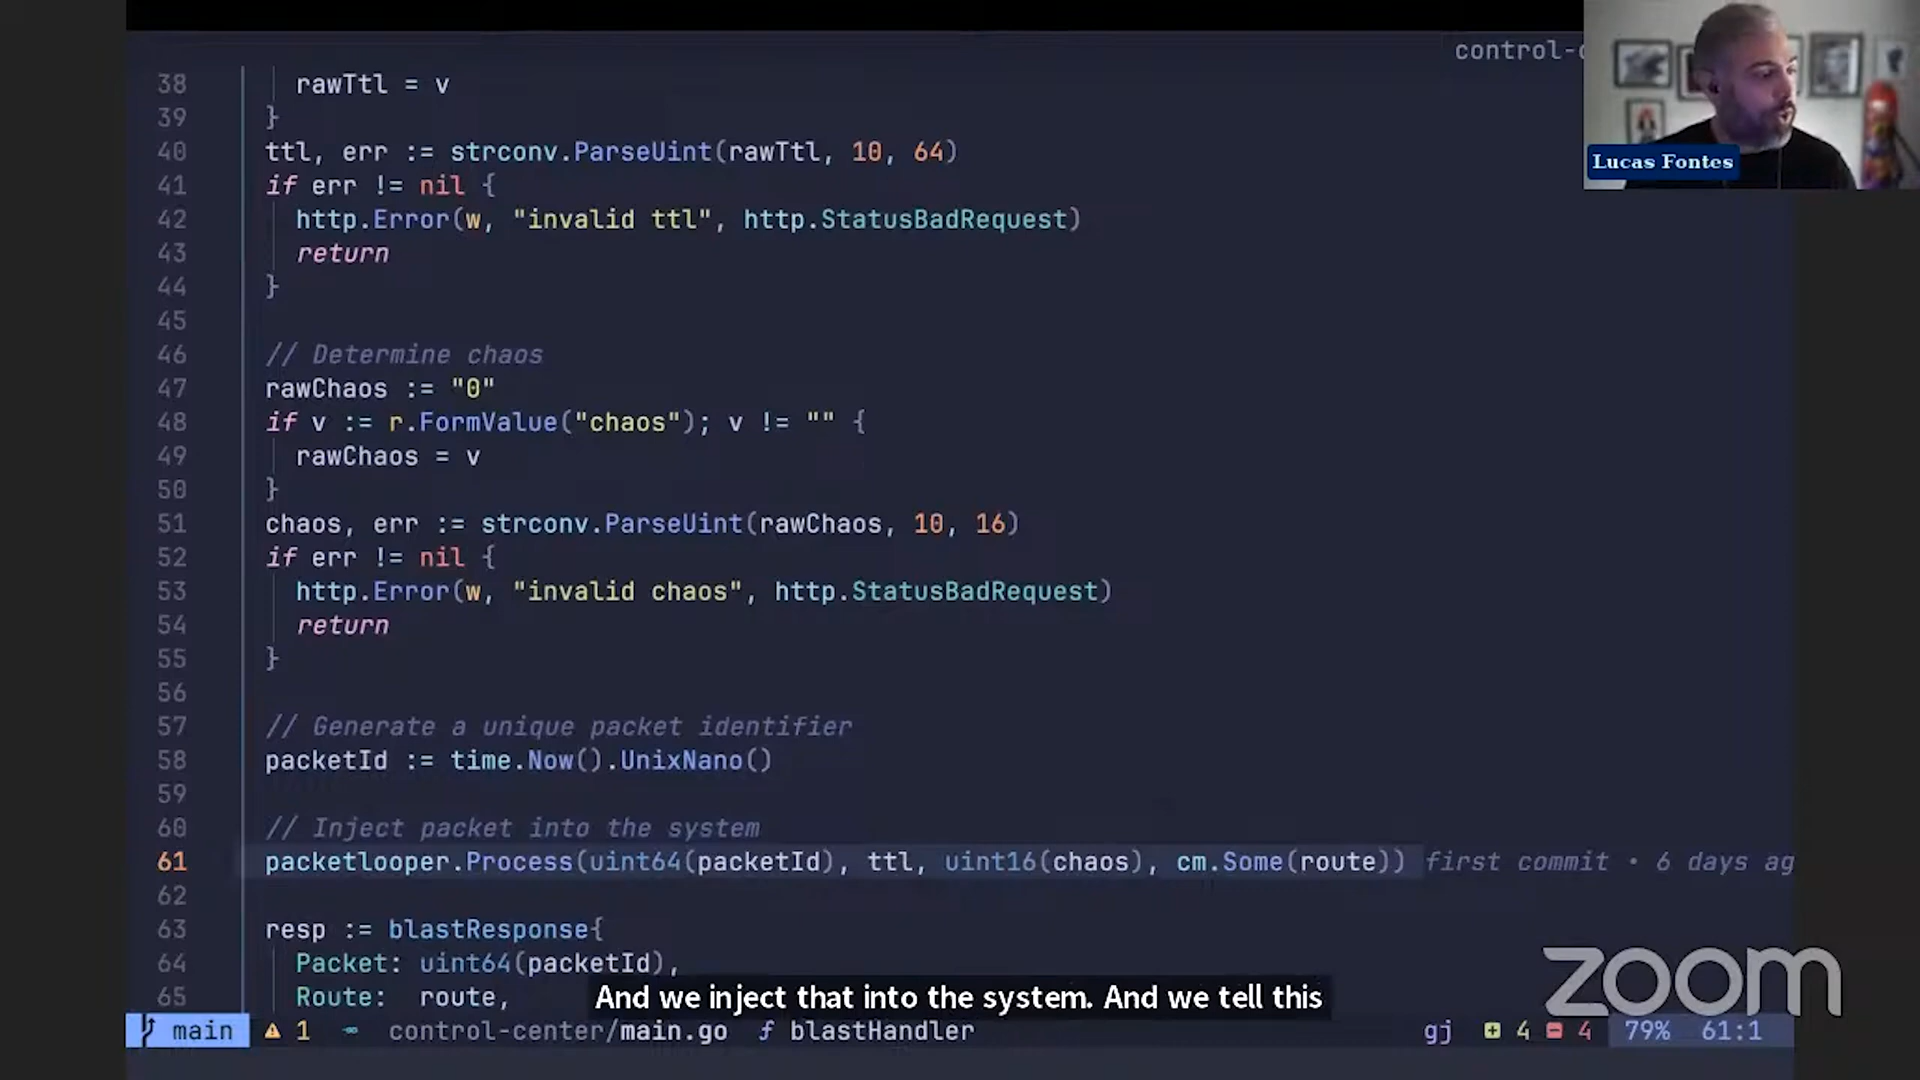 control-
38 rawTtl = v
39 }
40 ttl, err := strconv.ParseUint(rawTtl, 10, 64)
41 if err != nil {
42 http.Error(w, "invalid ttl", http.StatusBadRequest)
43 return
44 }
45
46 // Determine chaos
47 rawChaos := "0"
48 if v := r.FormValue("chaos"); v != "" {
49 rawChaos = v
50 }
51 chaos, err := strconv.ParseUint(rawChaos, 10, 16)
52 if err != nil {
53 http.Error(w, "invalid chaos", http.StatusBadRequest)
54 return
55 }
56
57 // Generate a unique packet identifier
58 packetId := time.Now().UnixNano()
59
60 // Inject packet into the system
61 packetlooper.Process(uint64(packetId), ttl, uint16(chaos), cm.Some(route)) first commit • 6 days ag
62
63 resp := blastResponse{
64 Packet: uint64(packetId),
65 Route: route,
And we inject that into the system. And we tell this
main 1 control-center/main.go f blastHandler gj 4 4 79% 61:1
Lucas Fontes
zoom